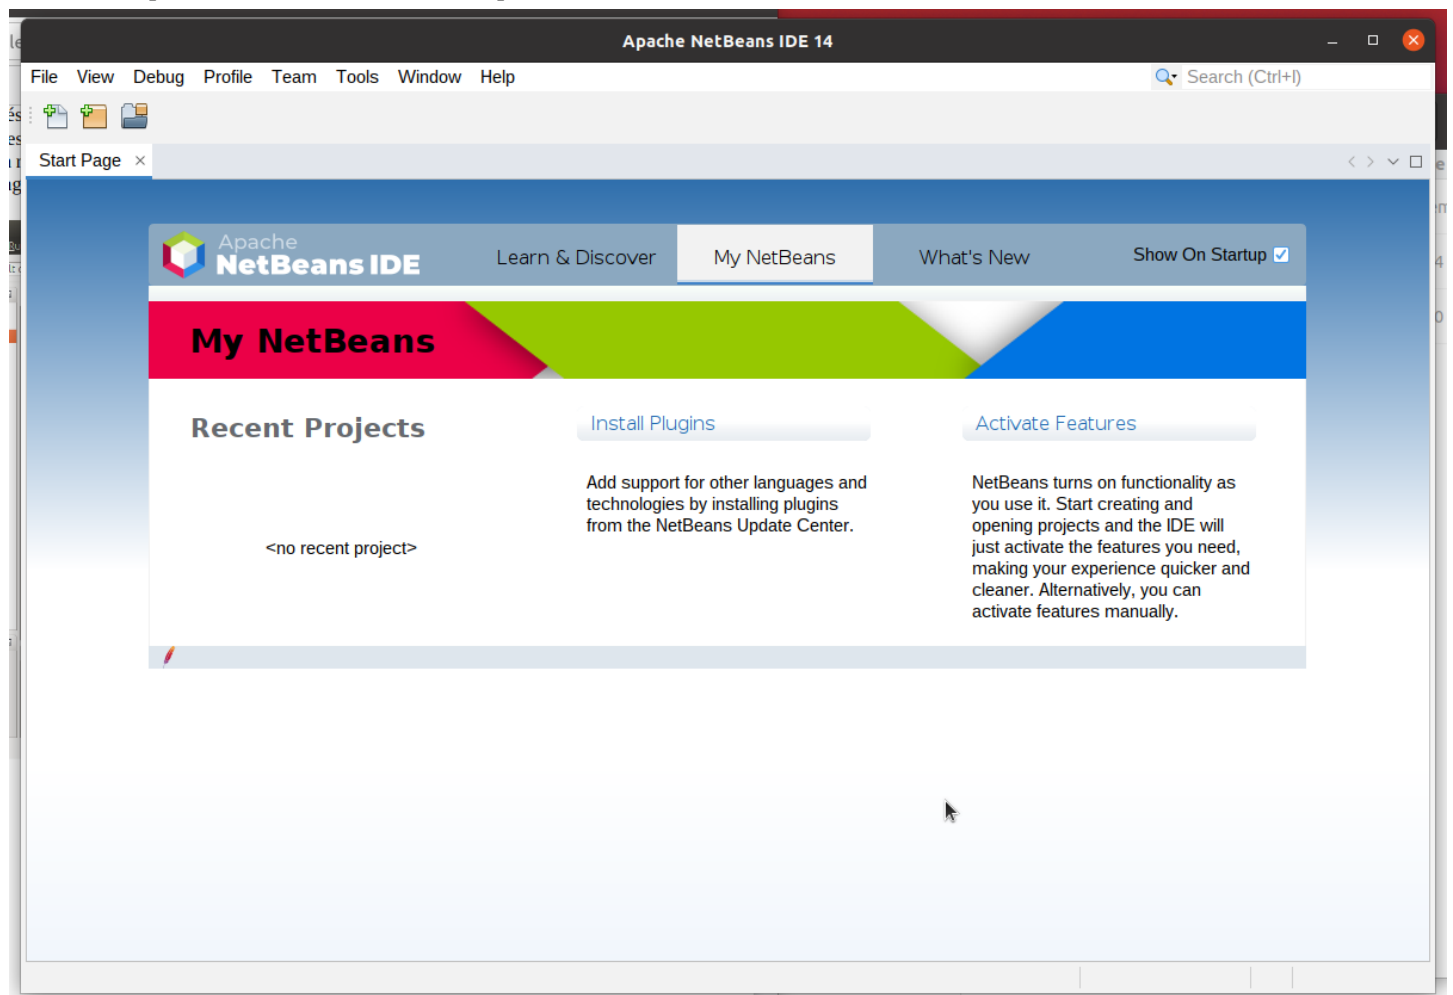 Apache NetBeans IDE 14
File View Debug Profile Team Tools Window Help
Search (Ctrl+I)
Start Page
Apache
NetBeans IDE
Learn & Discover
My NetBeans
What's New
Show On Startup
My NetBeans
Recent Projects
<no recent project>
Install Plugins
Add support for other languages and
technologies by installing plugins
from the NetBeans Update Center.
Activate Features
NetBeans turns on functionality as
you use it. Start creating and
opening projects and the IDE will
just activate the features you need,
making your experience quicker and
cleaner. Alternatively, you can
activate features manually.